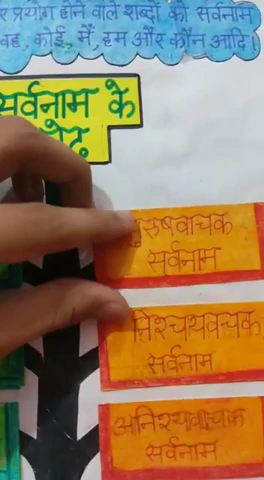 र प्रयोग होने वाले शब्दों को सर्वनाम
वह, कोई, मैं, हम और कौन आदि।
सर्वनाम के
भेद
पुरुषवाचक
सर्वनाम
निश्चयवाचक
सर्वनाम
अनिश्चयवाचक
सर्वनाम